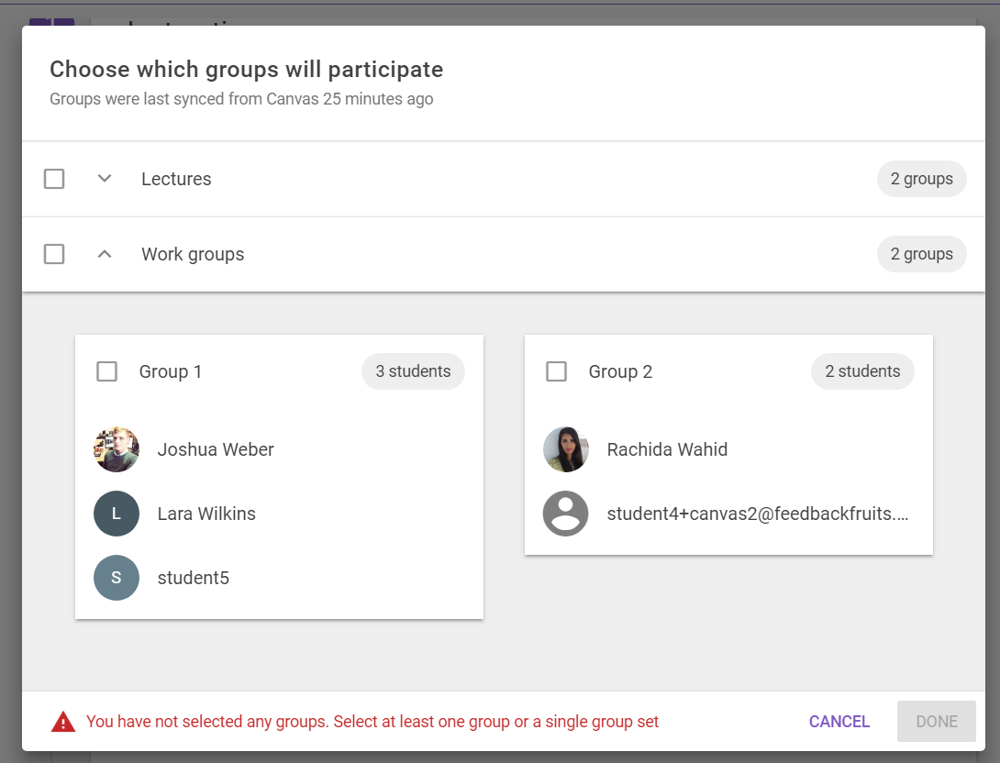 Choose which groups will participate
Groups were last synced from Canvas 25 minutes ago
Lectures
2 groups
Work groups
2 groups
Group 1
3 students
Joshua Weber
L
Lara Wilkins
S
student5
Group 2
2 students
Rachida Wahid
student4+canvas2@feedbackfruits....
You have not selected any groups. Select at least one group or a single group set
CANCEL
DONE